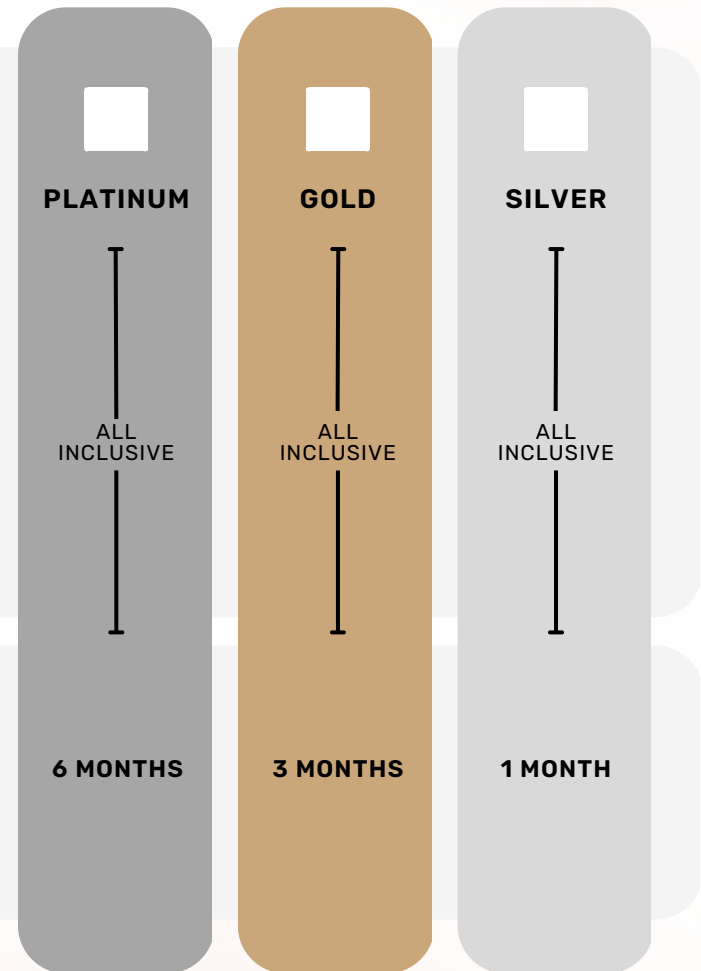 PLATINUM
ALL
INCLUSIVE
6 MONTHS
GOLD
ALL
INCLUSIVE
3 MONTHS
SILVER
ALL
INCLUSIVE
1 MONTH